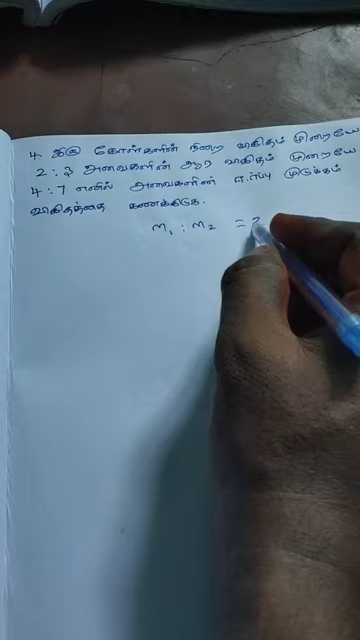 4. இரு கோள்களின் நிறை விகிதம் முறையே
2 : 3 அவைகளின் ஆர விகிதம் முறையே
4 : 7 எனில் அவைகளின் ஈர்ப்பு முடுக்கம்
விகிதத்தை கணக்கிடுக.
m₁ : m₂ = 2